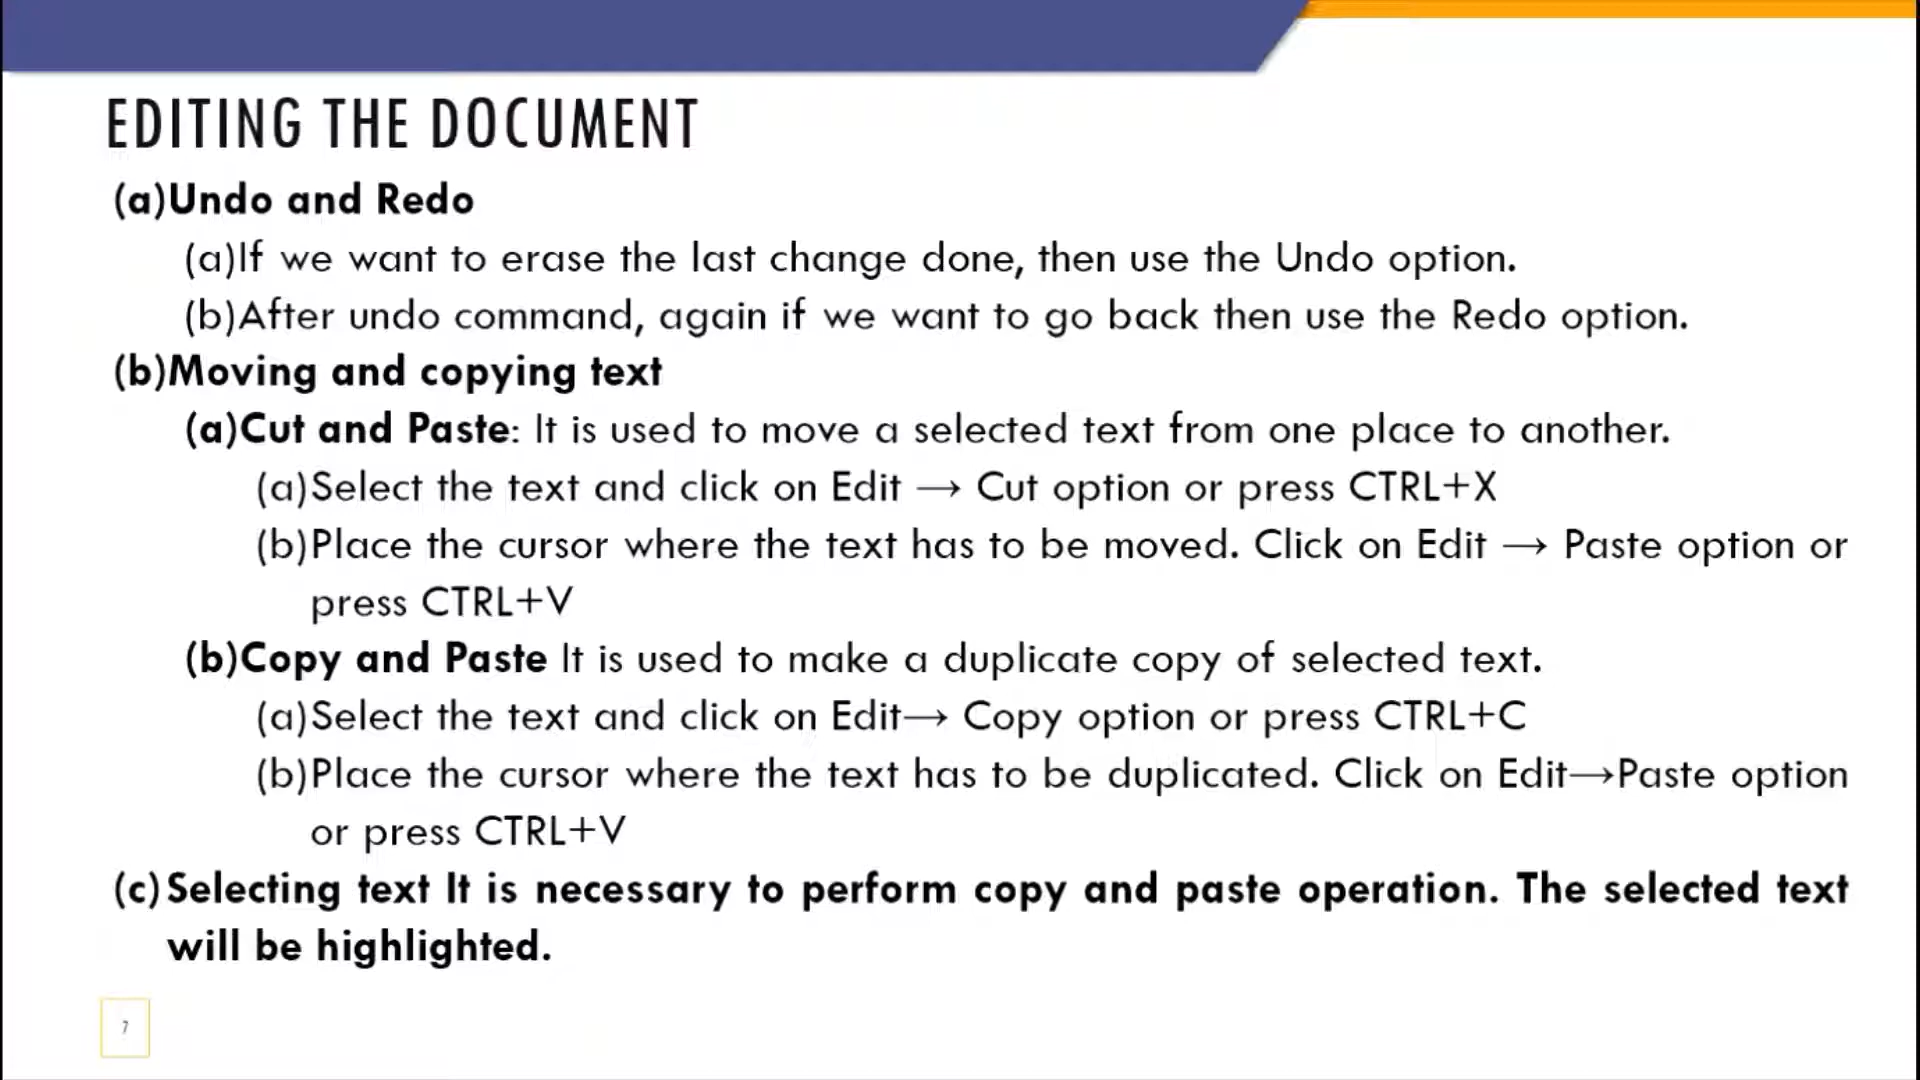 EDITING THE DOCUMENT
(a)Undo and Redo
(a)If we want to erase the last change done, then use the Undo option.
(b)After undo command, again if we want to go back then use the Redo option.
(b)Moving and copying text
(a)Cut and Paste: It is used to move a selected text from one place to another.
(a)Select the text and click on Edit → Cut option or press CTRL+X
(b)Place the cursor where the text has to be moved. Click on Edit → Paste option or
press CTRL+V
(b)Copy and Paste It is used to make a duplicate copy of selected text.
(a)Select the text and click on Edit→ Copy option or press CTRL+C
(b)Place the cursor where the text has to be duplicated. Click on Edit→Paste option
or press CTRL+V
(c)Selecting text It is necessary to perform copy and paste operation. The selected text
will be highlighted.
7